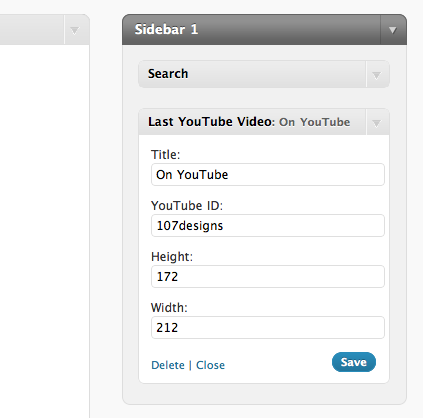 Sidebar 1
Search
Last YouTube Video: On YouTube
Title:
On YouTube
YouTube ID:
107designs
Height:
172
Width:
212
Delete | Close Save